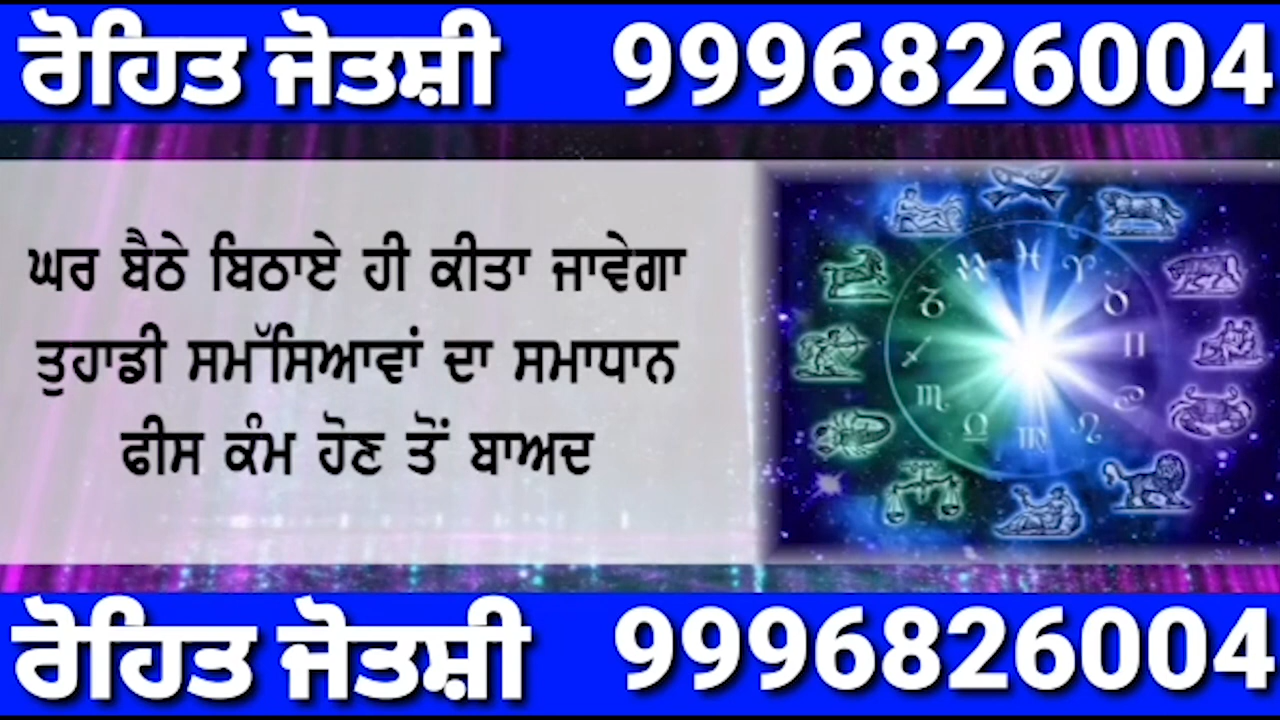 ਰੋਹਿਤ ਜੋਤਸ਼ੀ 9996826004
ਘਰ ਬੈਠੇ ਬਿਠਾਏ ਹੀ ਕੀਤਾ ਜਾਵੇਗਾ
ਤੁਹਾਡੀ ਸਮੱਸਿਆਵਾਂ ਦਾ ਸਮਾਧਾਨ
ਫੀਸ ਕੰਮ ਹੋਣ ਤੋਂ ਬਾਅਦ
ਰੋਹਿਤ ਜੋਤਸ਼ੀ 9996826004